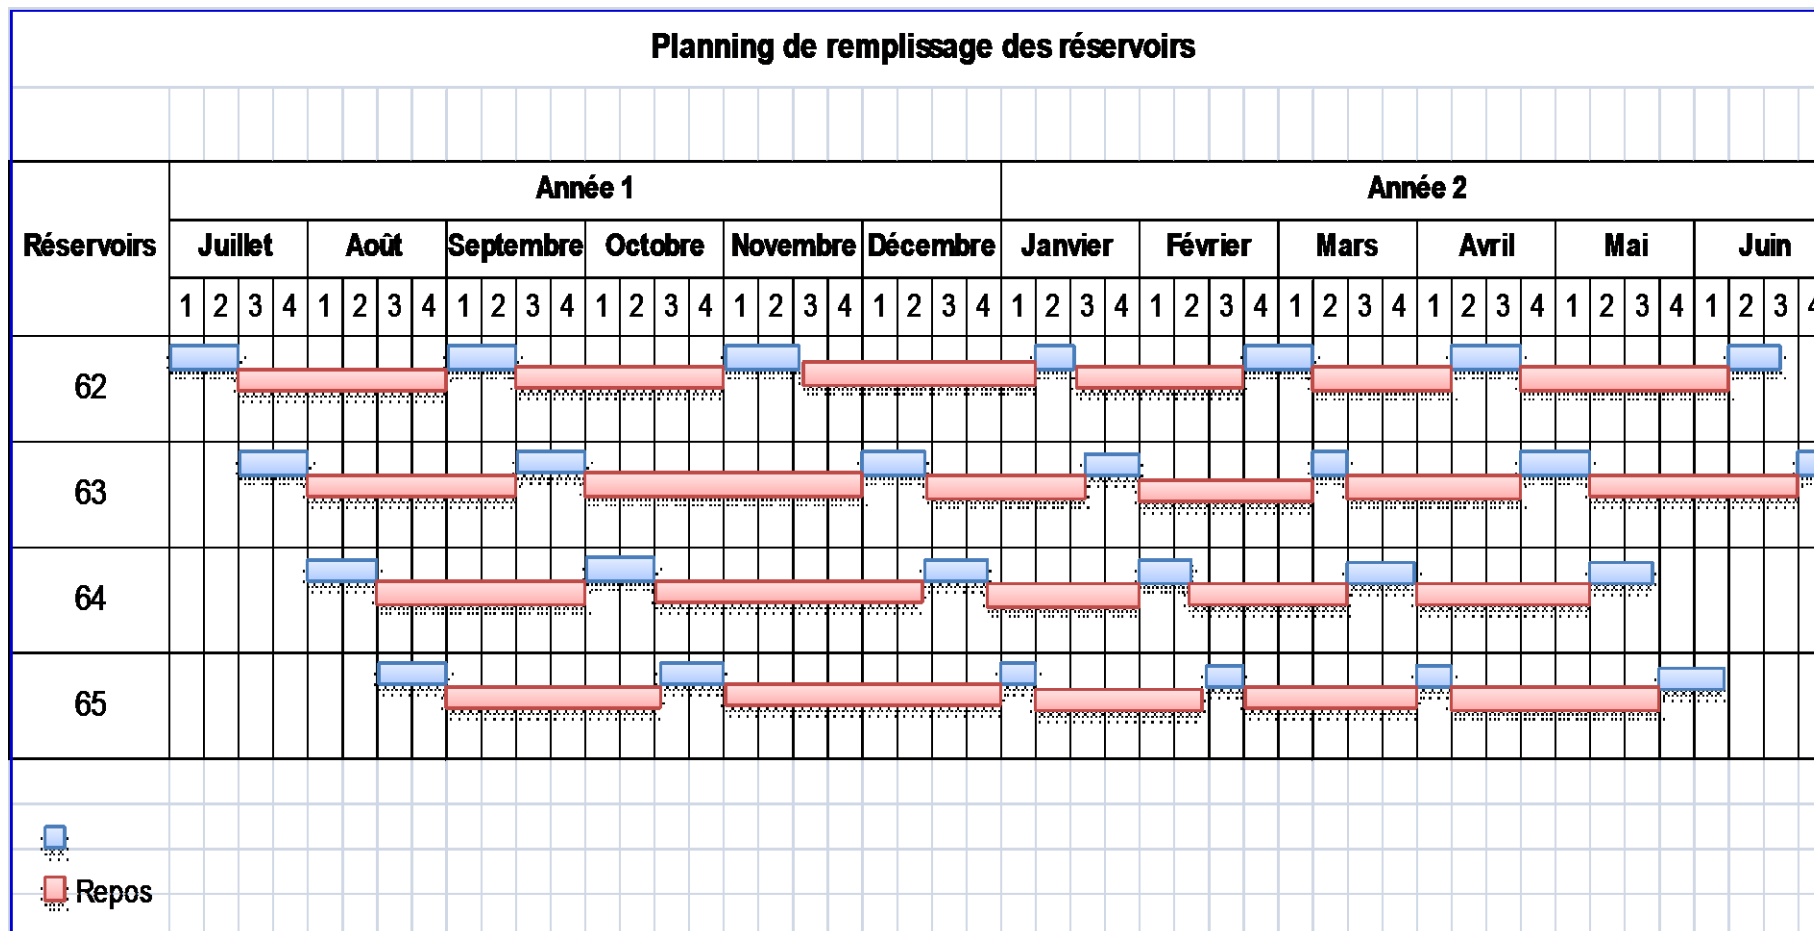 Planning de remplissage des réservoirs
Réservoirs Année 1 Année 2
Juillet Août Septembre Octobre Novembre Décembre Janvier Février Mars Avril Mai Juin
1 2 3 4 1 2 3 4 1 2 3 4 1 2 3 4 1 2 3 4 1 2 3 4 1 2 3 4 1 2 3 4 1 2 3 4 1 2 3 4 1 2 3 4 1 2 3 4
62
63
64
65
Repos